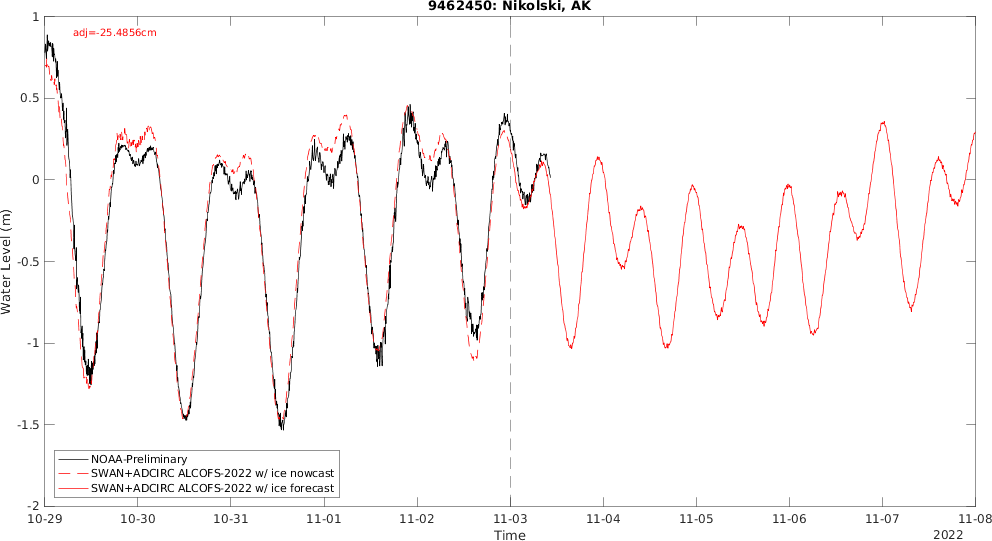 9462450: Nikolski, AK
adj=-25.4856cm
Water Level (m)
1
0.5
0
-0.5
-1
-1.5
-2
NOAA-Preliminary
SWAN+ADCIRC ALCOFS-2022 w/ ice nowcast
SWAN+ADCIRC ALCOFS-2022 w/ ice forecast
10-29 10-30 10-31 11-01 11-02 11-03 11-04 11-05 11-06 11-07 11-08
Time
2022